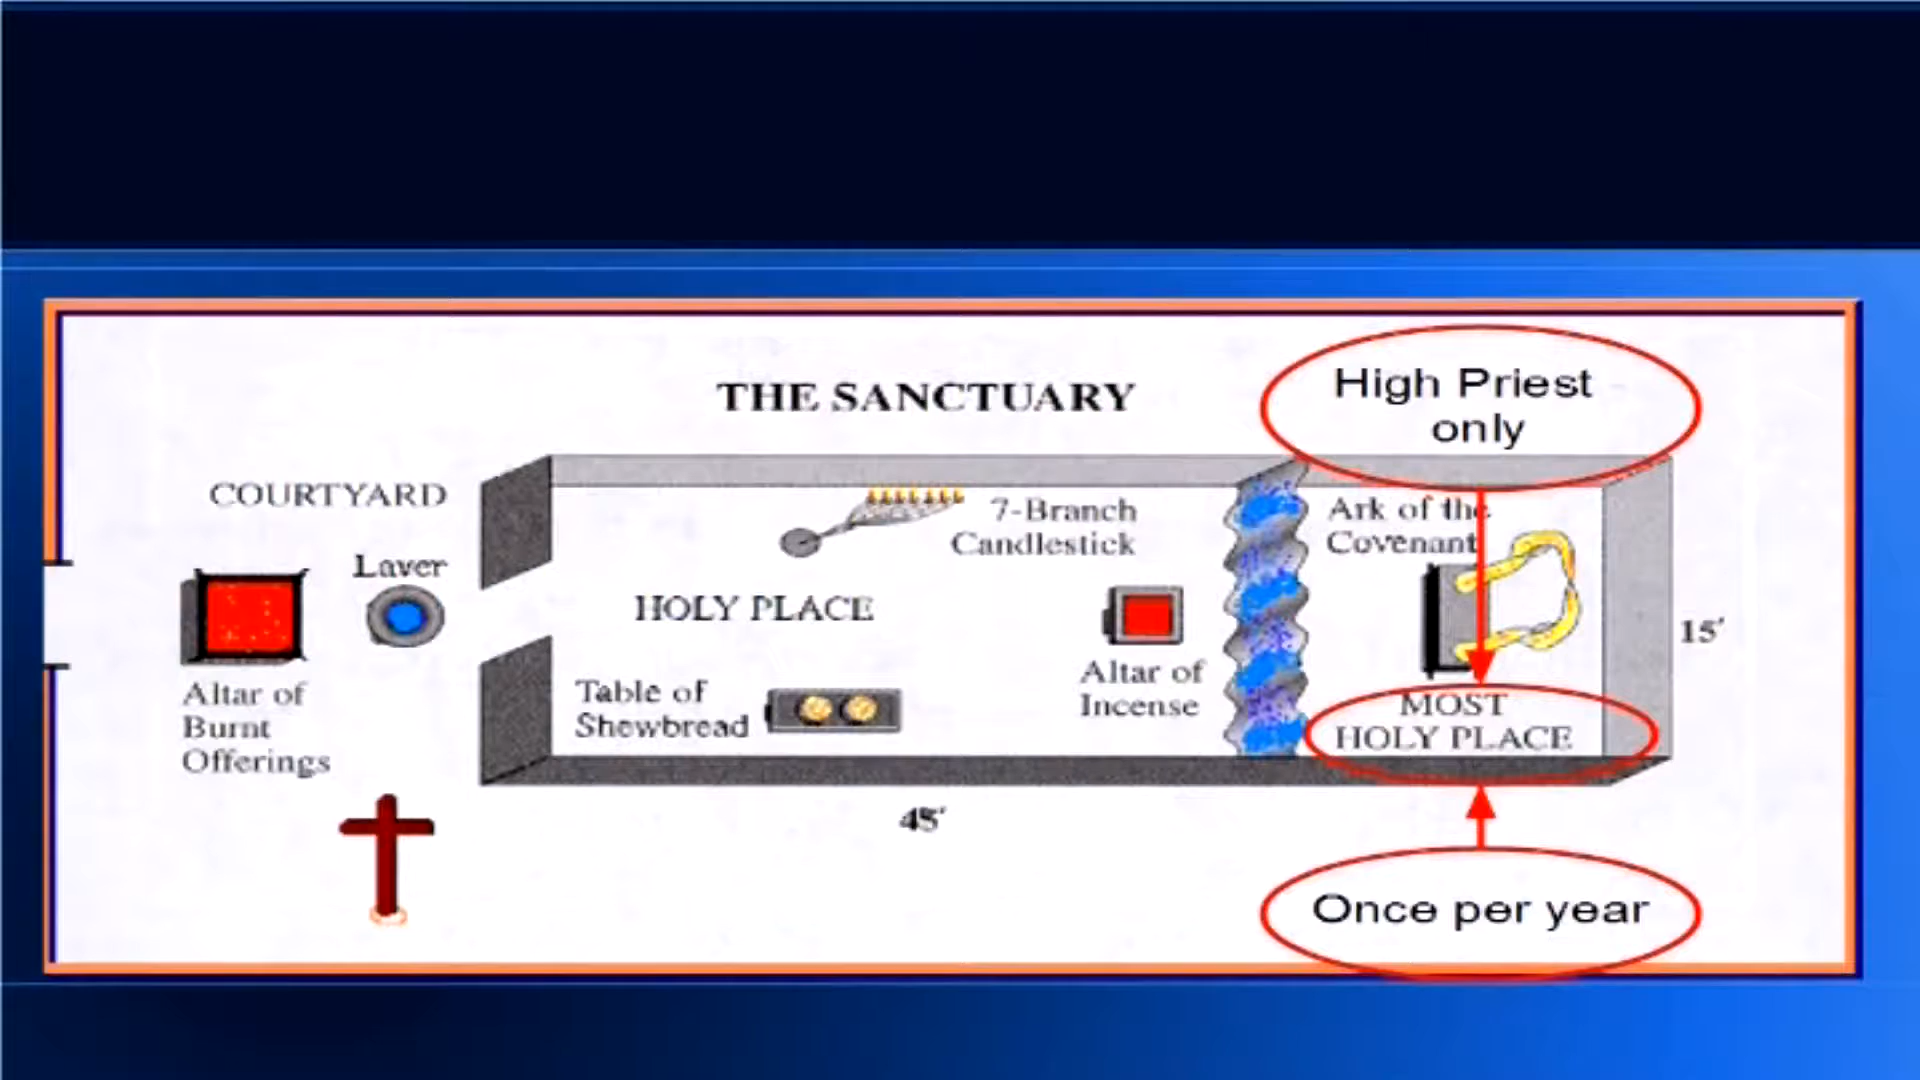 THE SANCTUARY
High Priest
only
COURTYARD
Laver
7-Branch
Candlestick
Ark of the
Covenant
HOLY PLACE
15'
Altar of
Burnt
Offerings
Table of
Shewbread
Altar of
Incense
MOST
HOLY PLACE
45'
Once per year